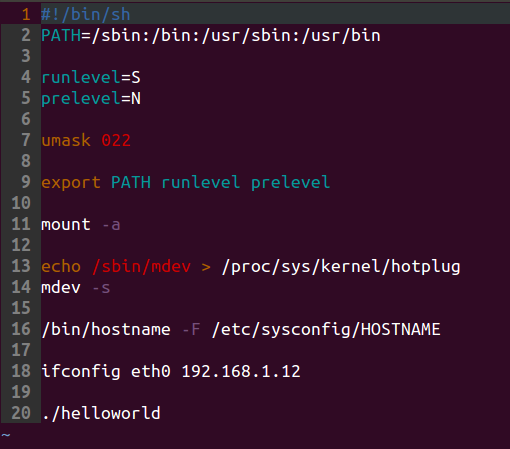 1 #!/bin/sh
2 PATH=/sbin:/bin:/usr/sbin:/usr/bin
3
4 runlevel=S
5 prelevel=N
6
7 umask 022
8
9 export PATH runlevel prelevel
10
11 mount -a
12
13 echo /sbin/mdev > /proc/sys/kernel/hotplug
14 mdev -s
15
16 /bin/hostname -F /etc/sysconfig/HOSTNAME
17
18 ifconfig eth0 192.168.1.12
19
20 ./helloworld
~